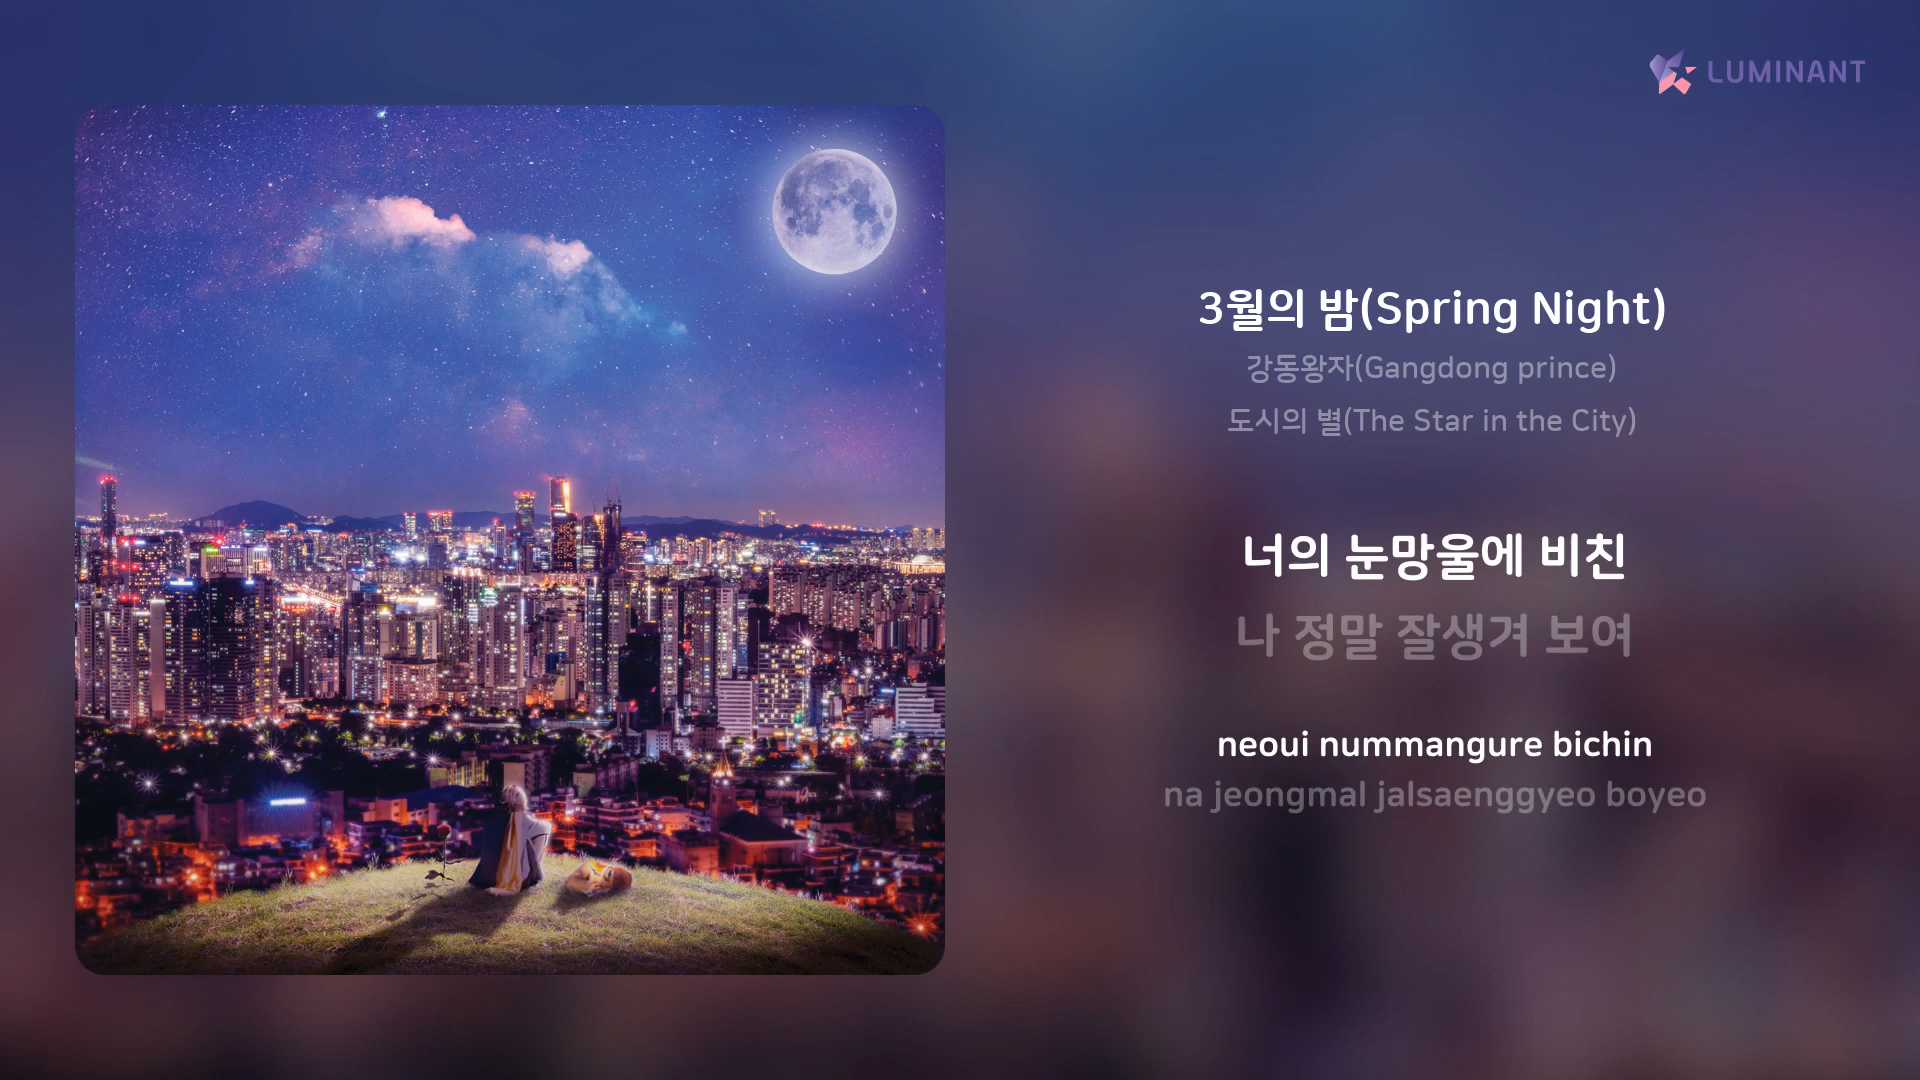 LUMINANT
3월의 밤(Spring Night)
강동왕자(Gangdong prince)
도시의 별(The Star in the City)
너의 눈망울에 비친
나 정말 잘생겨 보여
neoui nummangure bichin
na jeongmal jalsaenggyeo boyeo